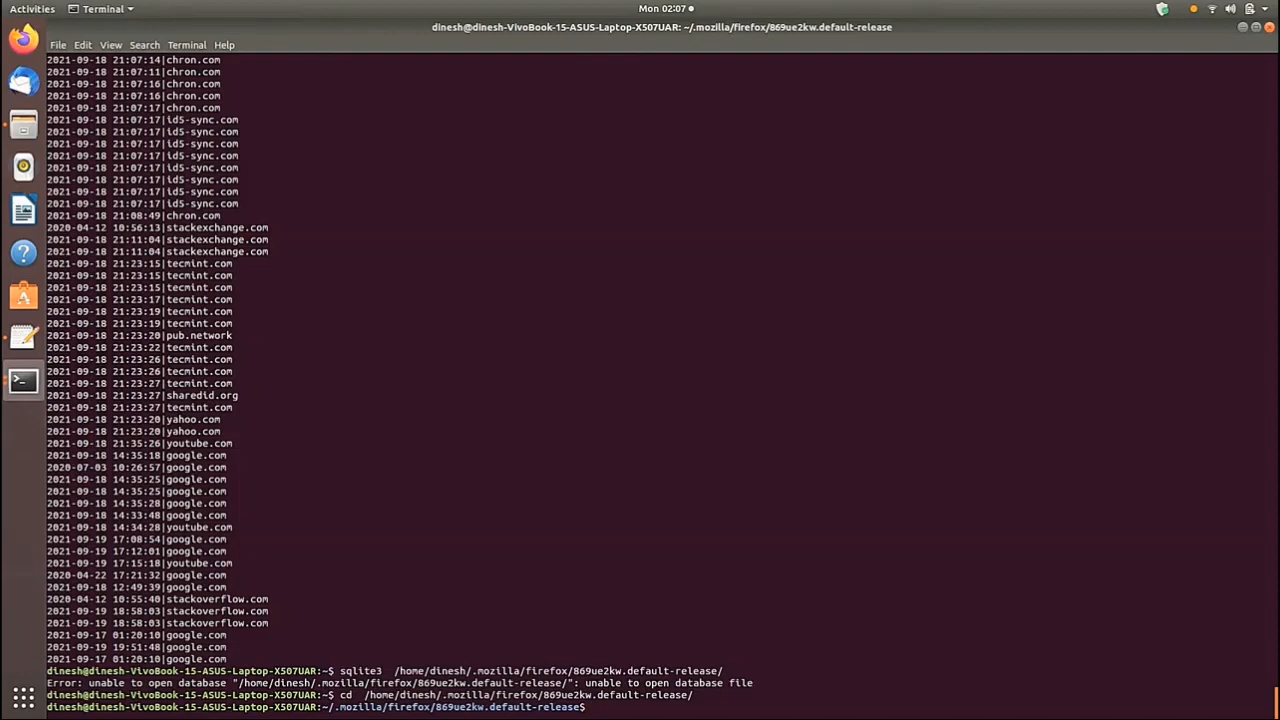 Activities Terminal Mon 02:07
dinesh@dinesh-VivoBook-15-ASUS-Laptop-X507UAR: ~/.mozilla/firefox/869ue2kw.default-release
File Edit View Search Terminal Help
2021-09-18 21:07:14|chron.com
2021-09-18 21:07:11|chron.com
2021-09-18 21:07:16|chron.com
2021-09-18 21:07:16|chron.com
2021-09-18 21:07:17|chron.com
2021-09-18 21:07:17|id5-sync.com
2021-09-18 21:07:17|id5-sync.com
2021-09-18 21:07:17|id5-sync.com
2021-09-18 21:07:17|id5-sync.com
2021-09-18 21:07:17|id5-sync.com
2021-09-18 21:07:17|id5-sync.com
2021-09-18 21:07:17|id5-sync.com
2021-09-18 21:07:17|id5-sync.com
2021-09-18 21:08:49|chron.com
2020-04-12 10:56:13|stackexchange.com
2021-09-18 21:11:04|stackexchange.com
2021-09-18 21:11:04|stackexchange.com
2021-09-18 21:23:15|tecmint.com
2021-09-18 21:23:15|tecmint.com
2021-09-18 21:23:15|tecmint.com
2021-09-18 21:23:17|tecmint.com
2021-09-18 21:23:19|tecmint.com
2021-09-18 21:23:19|tecmint.com
2021-09-18 21:23:20|pub.network
2021-09-18 21:23:22|tecmint.com
2021-09-18 21:23:26|tecmint.com
2021-09-18 21:23:26|tecmint.com
2021-09-18 21:23:27|tecmint.com
2021-09-18 21:23:27|sharedid.org
2021-09-18 21:23:27|tecmint.com
2021-09-18 21:23:20|yahoo.com
2021-09-18 21:23:20|yahoo.com
2021-09-18 21:35:26|youtube.com
2021-09-18 14:35:18|google.com
2020-07-03 10:26:57|google.com
2021-09-18 14:35:25|google.com
2021-09-18 14:35:25|google.com
2021-09-18 14:35:28|google.com
2021-09-18 14:33:48|google.com
2021-09-18 14:34:28|youtube.com
2021-09-19 17:08:54|google.com
2021-09-19 17:12:01|google.com
2021-09-19 17:15:18|youtube.com
2020-04-22 17:21:32|google.com
2021-09-18 12:49:39|google.com
2020-04-12 10:55:40|stackoverflow.com
2021-09-19 18:58:03|stackoverflow.com
2021-09-19 18:58:03|stackoverflow.com
2021-09-17 01:20:10|google.com
2021-09-19 19:51:48|google.com
2021-09-17 01:20:10|google.com
dinesh@dinesh-VivoBook-15-ASUS-Laptop-X507UAR:~$ sqlite3  /home/dinesh/.mozilla/firefox/869ue2kw.default-release/
Error: unable to open database "/home/dinesh/.mozilla/firefox/869ue2kw.default-release/": unable to open database file
dinesh@dinesh-VivoBook-15-ASUS-Laptop-X507UAR:~$ cd  /home/dinesh/.mozilla/firefox/869ue2kw.default-release/
dinesh@dinesh-VivoBook-15-ASUS-Laptop-X507UAR:~/.mozilla/firefox/869ue2kw.default-release$